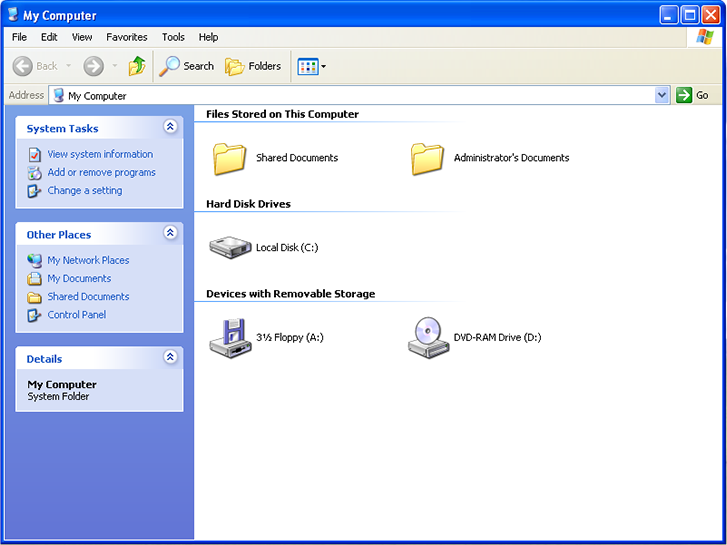 My Computer
File Edit View Favorites Tools Help
Back Search Folders
Address My Computer Go
System Tasks
View system information
Add or remove programs
Change a setting
Other Places
My Network Places
My Documents
Shared Documents
Control Panel
Details
My Computer
System Folder
Files Stored on This Computer
Shared Documents Administrator's Documents
Hard Disk Drives
Local Disk (C:)
Devices with Removable Storage
3½ Floppy (A:) DVD-RAM Drive (D:)